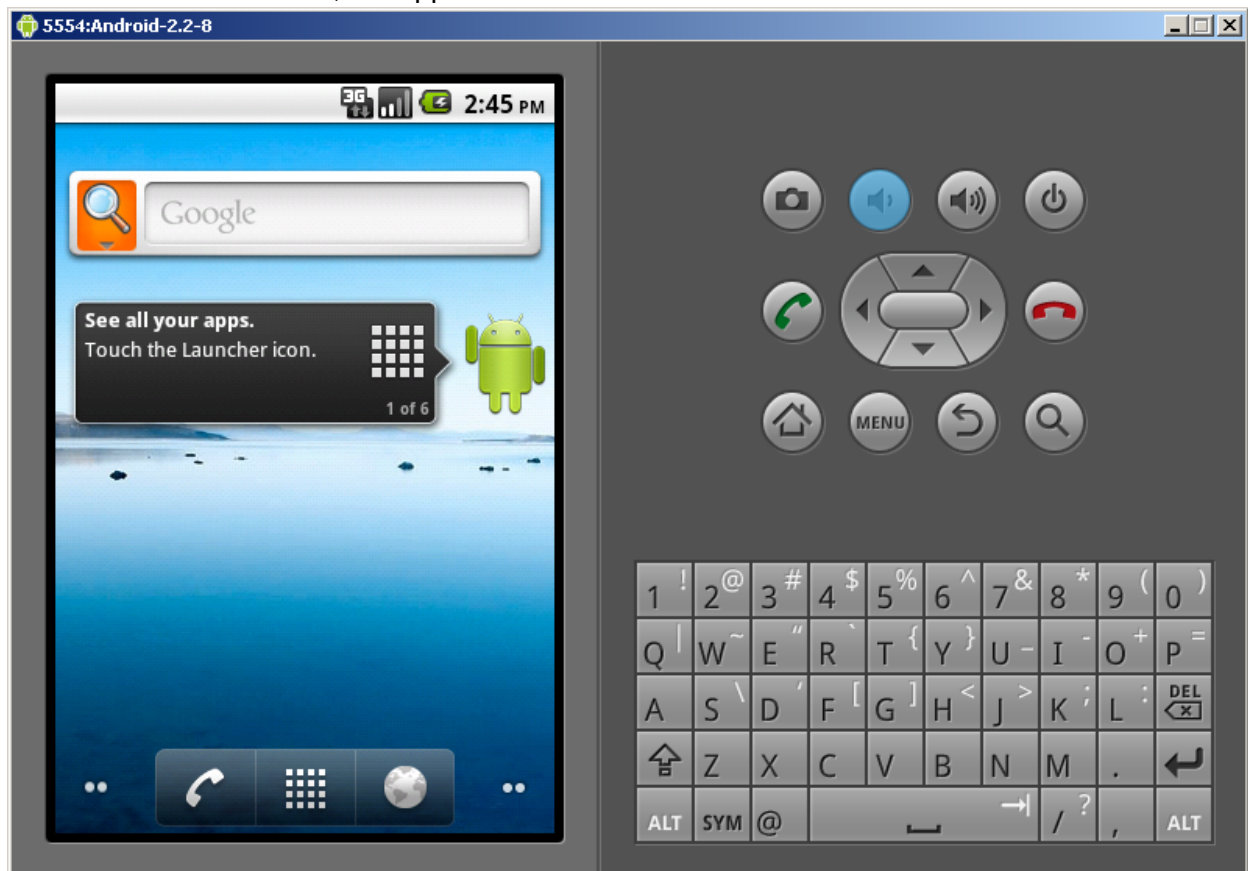 5554:Android-2.2-8
3G 2:45 PM
Google
See all your apps.
Touch the Launcher icon.
1 of 6
MENU
1 ! 2 @ 3 # 4 $ 5 % 6 ^ 7 & 8 * 9 ( 0 )
Q | W ~ E " R ` T { Y } U _ I - O + P =
A S \ D ' F [ G ] H < J > K ; L : DEL
Z X C V B N M .
ALT SYM @ / ? , ALT